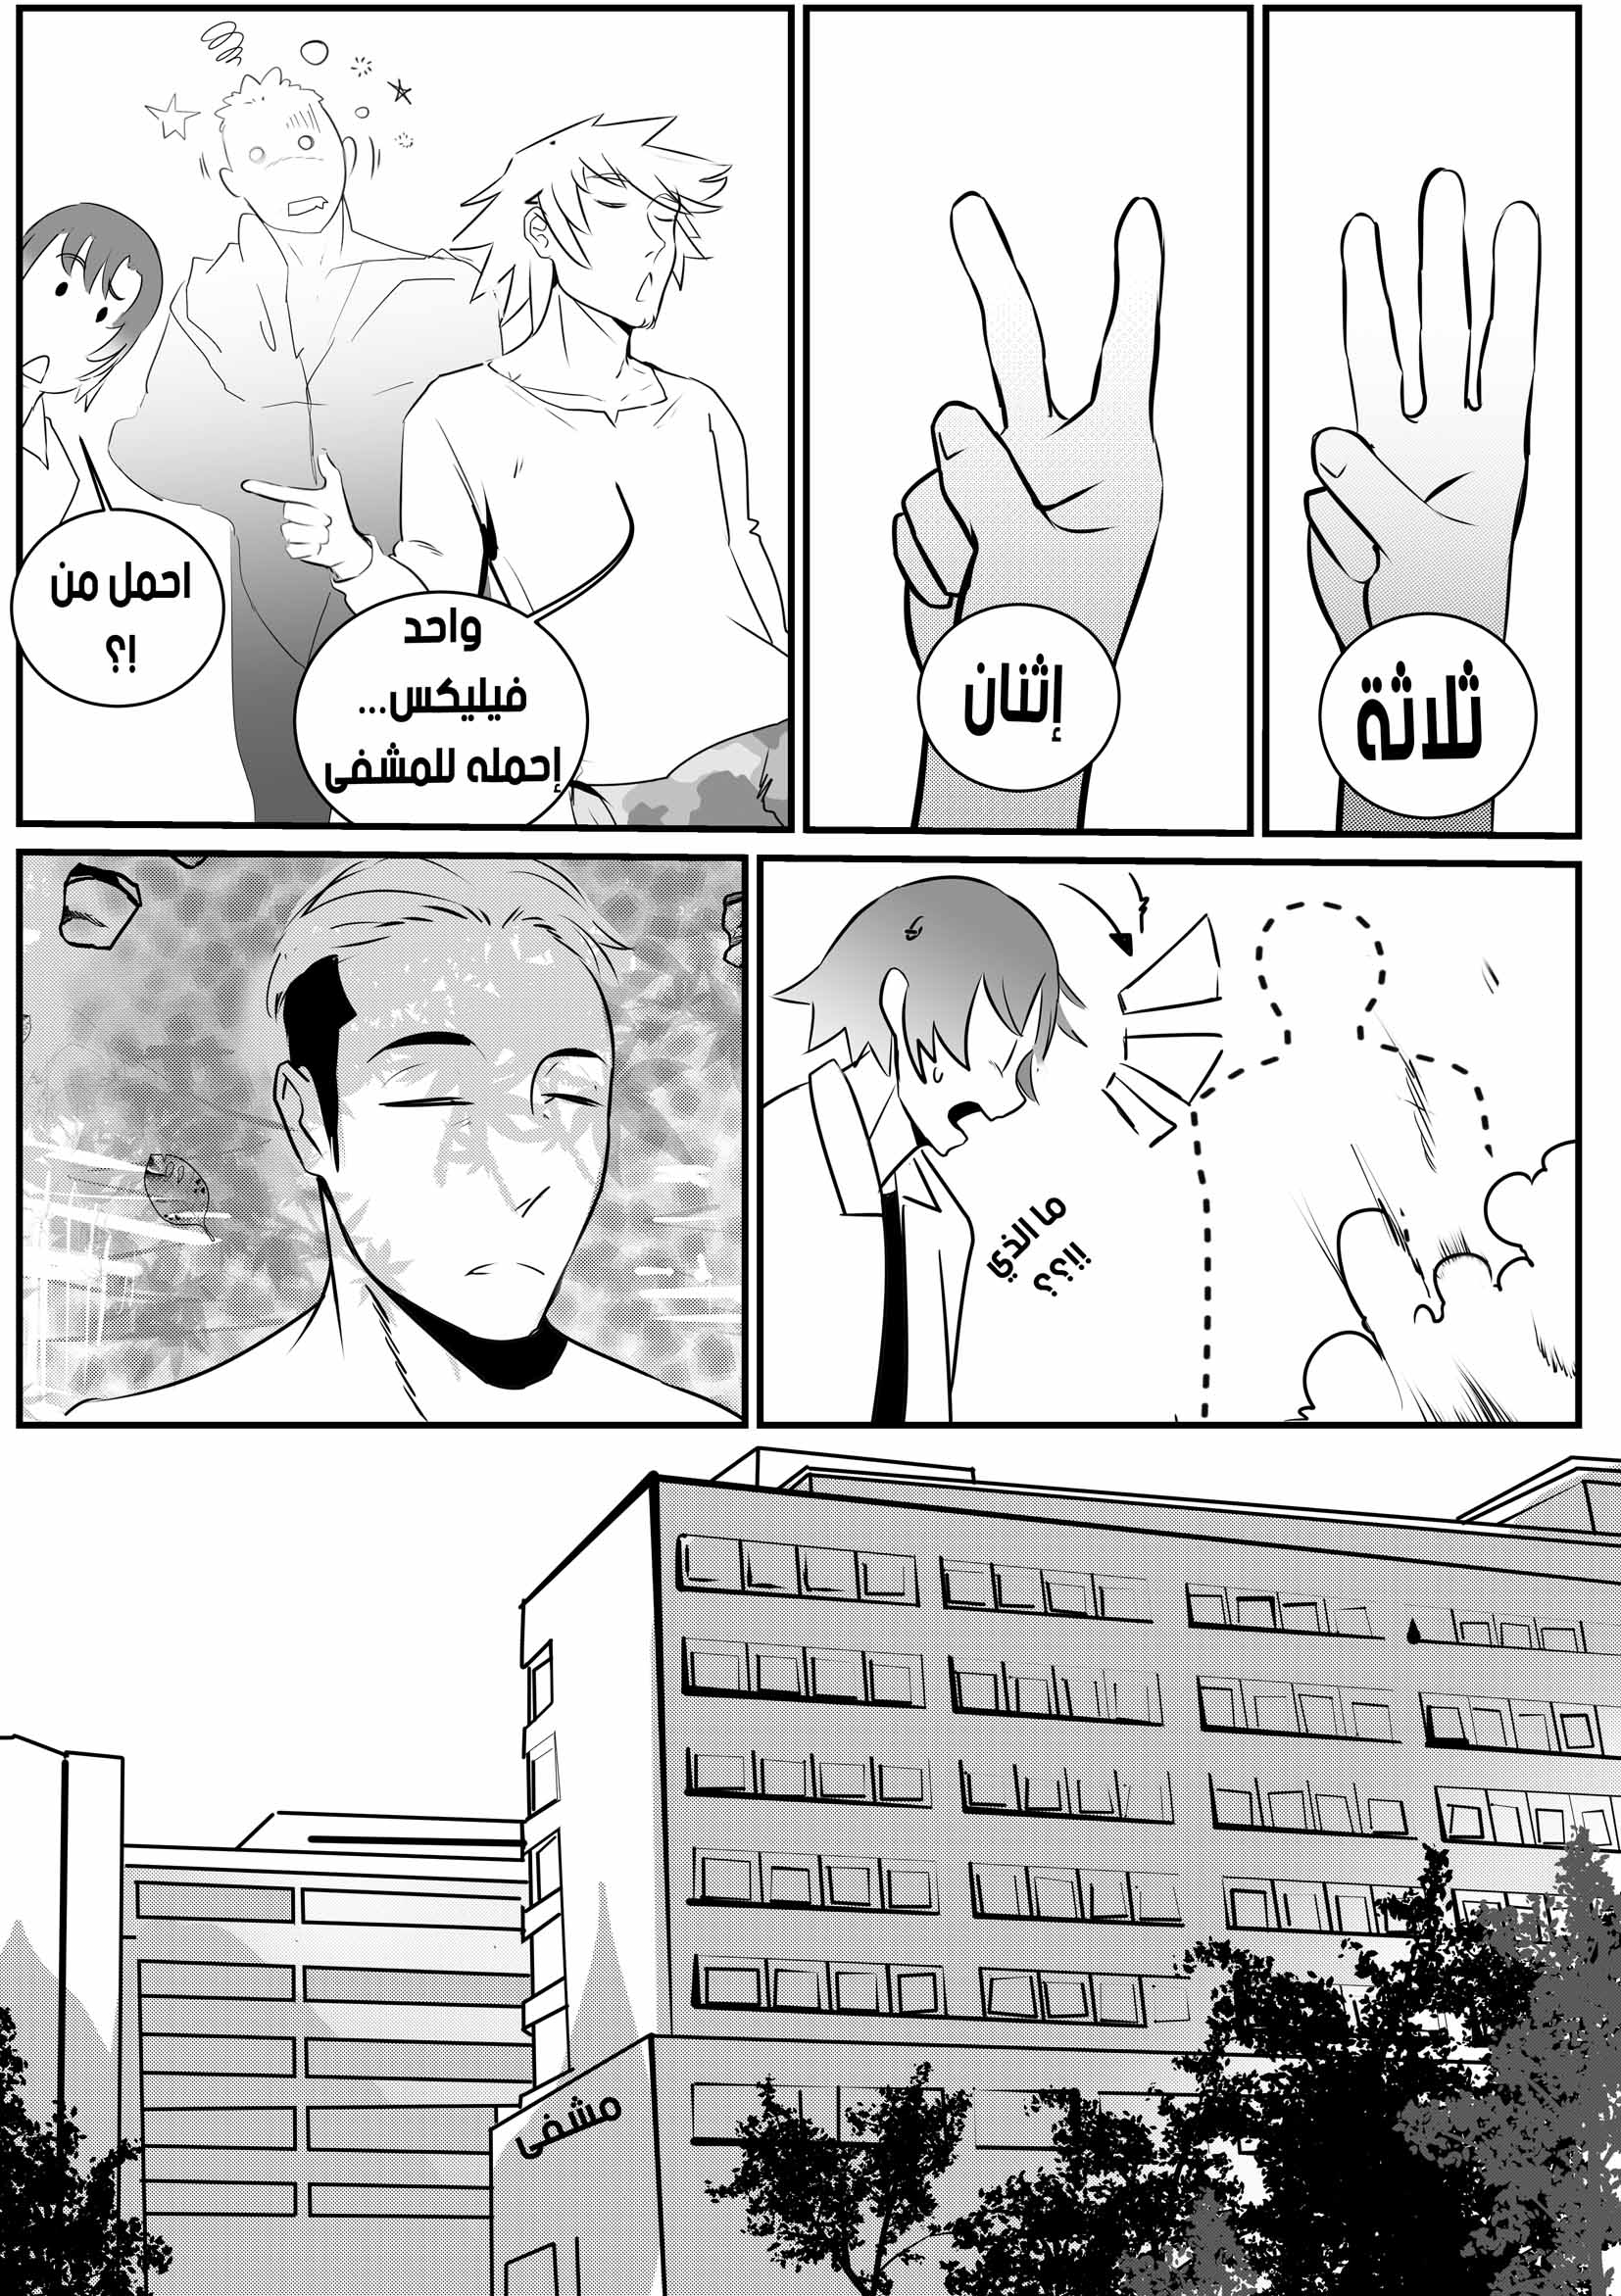 ثلاثة
إثنان
واحد
فيليكس...
إحمله للمشفى
احمل من
!؟
ما الذي
!!؟؟
مشفى